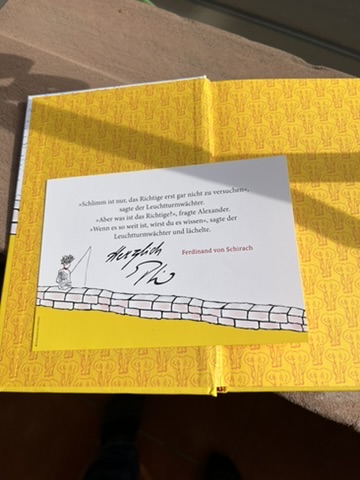 »Schlimm ist nur, das Richtige erst gar nicht zu versuchen«,
sagte der Leuchtturmwächter.
»Aber was ist das Richtige?«, fragte Alexander.
»Wenn es so weit ist, wirst du es wissen«, sagte der
Leuchtturmwächter und lächelte.
Ferdinand von Schirach
Herzlich